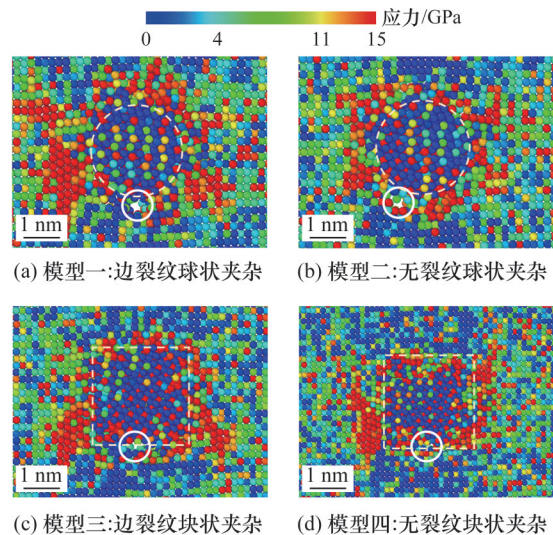 应力/GPa
0 4 11 15
1 nm 1 nm
(a) 模型一:边裂纹球状夹杂 (b) 模型二:无裂纹球状夹杂
1 nm 1 nm
(c) 模型三:边裂纹块状夹杂 (d) 模型四:无裂纹块状夹杂